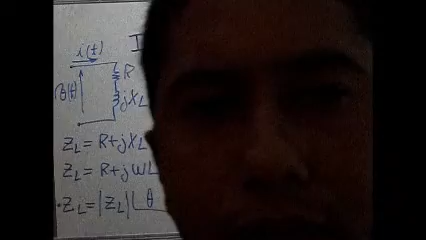 i(t)
I
R
v(t)
jXL
ZL = R+jXL
ZL = R+jωL
• ZL = |ZL| θ